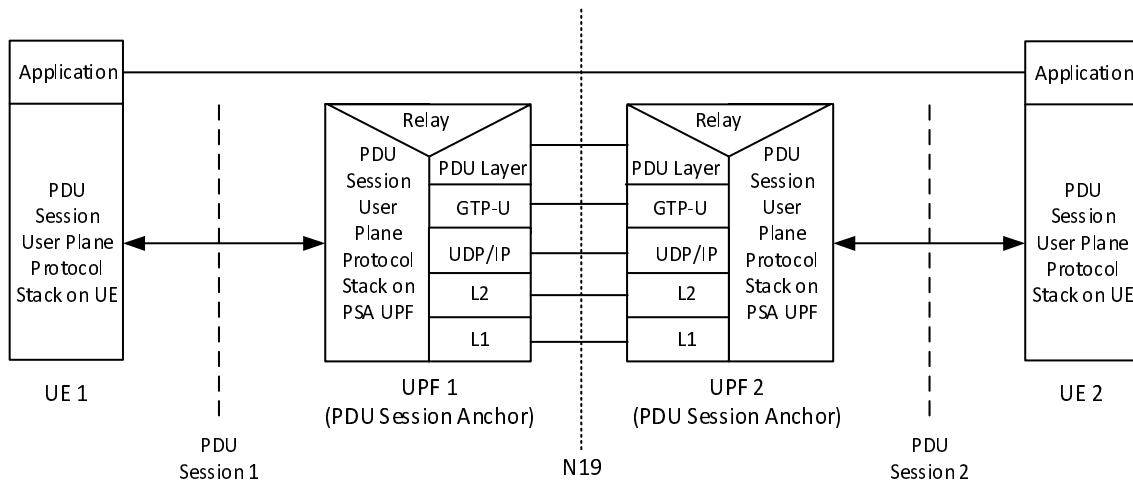 Application
PDU
Session
User Plane
Protocol
Stack on UE
UE 1
PDU
Session 1
Relay
PDU
Session
User
Plane
Protocol
Stack on
PSA UPF
PDU Layer
GTP-U
UDP/IP
L2
L1
UPF 1
(PDU Session Anchor)
N19
Relay
PDU Layer
GTP-U
UDP/IP
L2
L1
PDU
Session
User
Plane
Protocol
Stack on
PSA UPF
UPF 2
(PDU Session Anchor)
PDU
Session 2
Application
PDU
Session
User Plane
Protocol
Stack on UE
UE 2